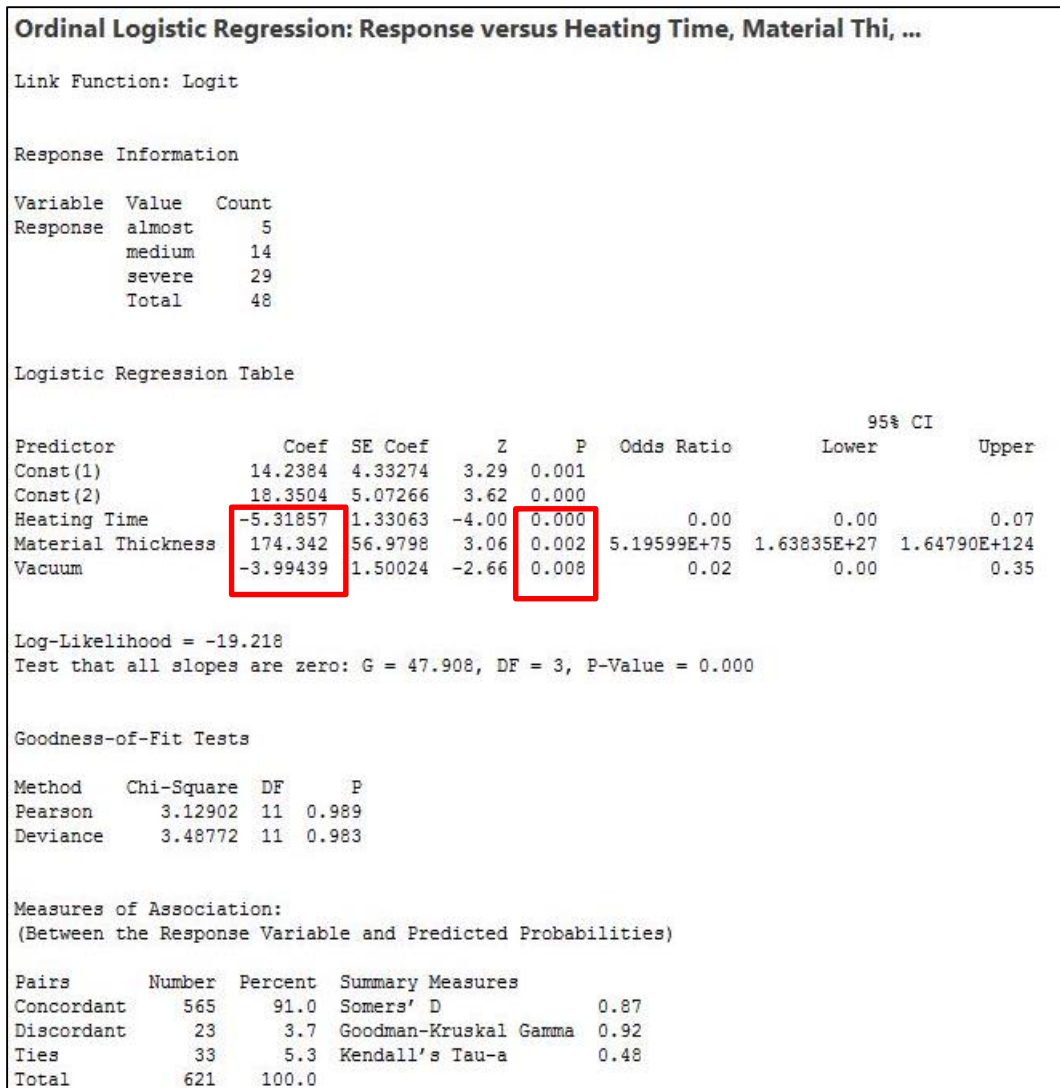 Ordinal Logistic Regression: Response versus Heating Time, Material Thi, ...
Link Function: Logit
Response Information
Variable Value Count
Response almost 5
medium 14
severe 29
Total 48
Logistic Regression Table
95% CI
Predictor Coef SE Coef Z P Odds Ratio Lower Upper
Const(1) 14.2384 4.33274 3.29 0.001
Const(2) 18.3504 5.07266 3.62 0.000
Heating Time -5.31857 1.33063 -4.00 0.000 0.00 0.00 0.07
Material Thickness 174.342 56.9798 3.06 0.002 5.19599E+75 1.63835E+27 1.64790E+124
Vacuum -3.99439 1.50024 -2.66 0.008 0.02 0.00 0.35
Log-Likelihood = -19.218
Test that all slopes are zero: G = 47.908, DF = 3, P-Value = 0.000
Goodness-of-Fit Tests
Method Chi-Square DF P
Pearson 3.12902 11 0.989
Deviance 3.48772 11 0.983
Measures of Association:
(Between the Response Variable and Predicted Probabilities)
Pairs Number Percent Summary Measures
Concordant 565 91.0 Somers' D 0.87
Discordant 23 3.7 Goodman-Kruskal Gamma 0.92
Ties 33 5.3 Kendall's Tau-a 0.48
Total 621 100.0